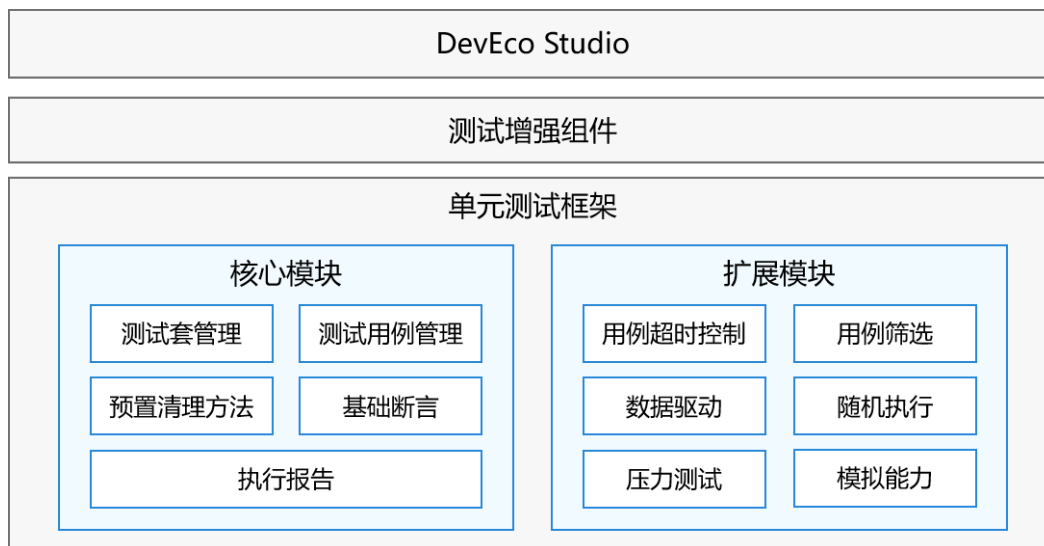 DevEco Studio
测试增强组件
单元测试框架
核心模块
测试套管理
测试用例管理
预置清理方法
基础断言
执行报告
扩展模块
用例超时控制
用例筛选
数据驱动
随机执行
压力测试
模拟能力